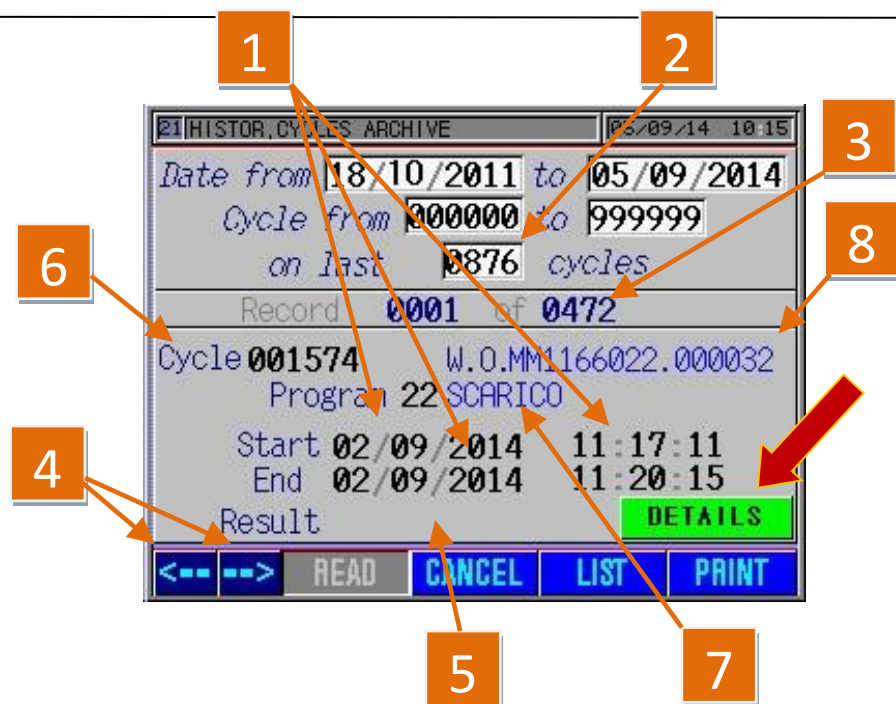 1
2
21 HISTOR,CYCLES ARCHIVE 05/09/14 10:15
3
Date from 18/10/2011 to 05/09/2014
Cycle from 000000 to 999999
8
6
on last 0876 cycles
Record 0001 of 0472
Cycle 001574 W.O.MM1166022.000032
Program 22 SCARICO
Start 02/09/2014 11:17:11
4
End 02/09/2014 11:20:15
Result DETAILS
<-- --> READ CANCEL LIST PRINT
5
7